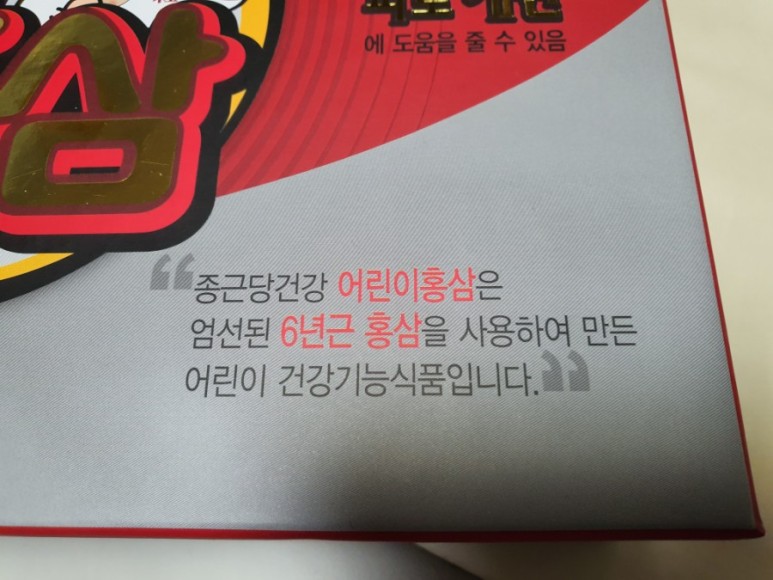 에 도움을 줄 수 있음
삼
“종근당건강 어린이홍삼은
엄선된 6년근 홍삼을 사용하여 만든
어린이 건강기능식품입니다.”